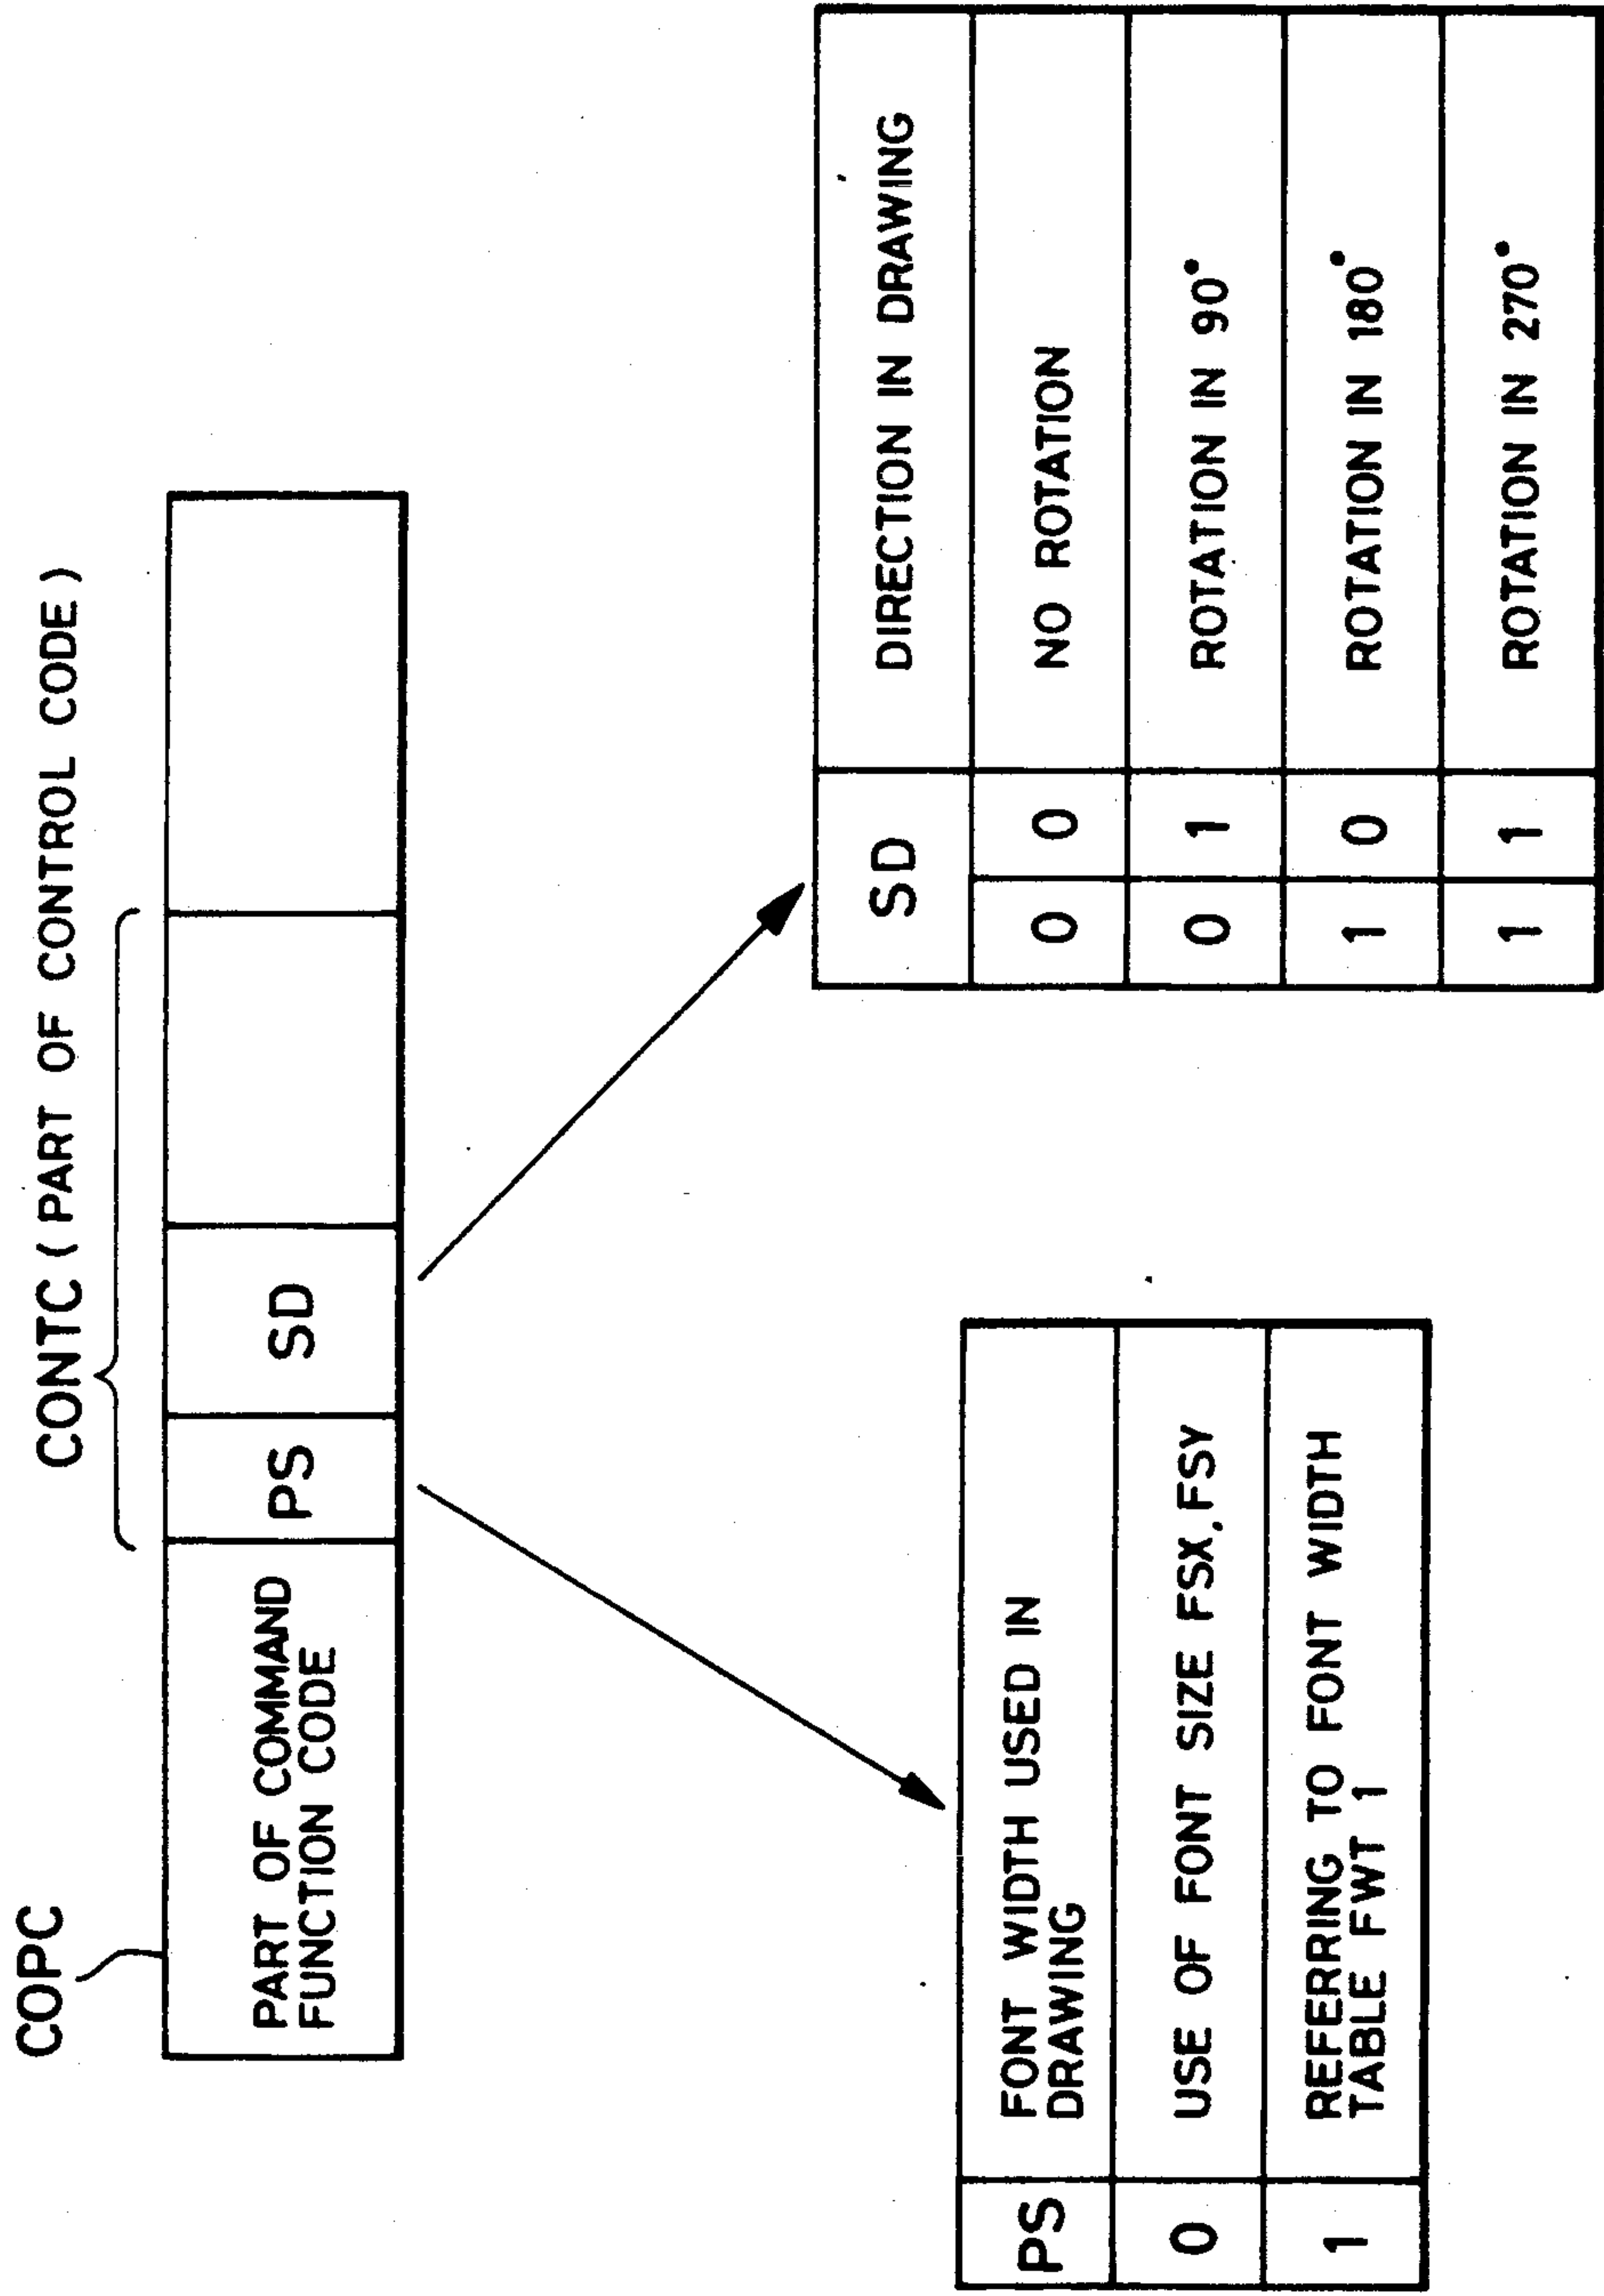 COPC
CONTC ( PART OF CONTROL CODE )
PART OF COMMAND
FUNCTION CODE
PS
SD
PS
FONT WIDTH USED IN
DRAWING
0
USE OF FONT SIZE FSX,FSY
1
REFERRING TO FONT WIDTH
TABLE FWT 1
SD
DIRECTION IN DRAWING
0 0
NO ROTATION
0 1
ROTATION IN 90°
1 0
ROTATION IN 180°
1 1
ROTATION IN 270°